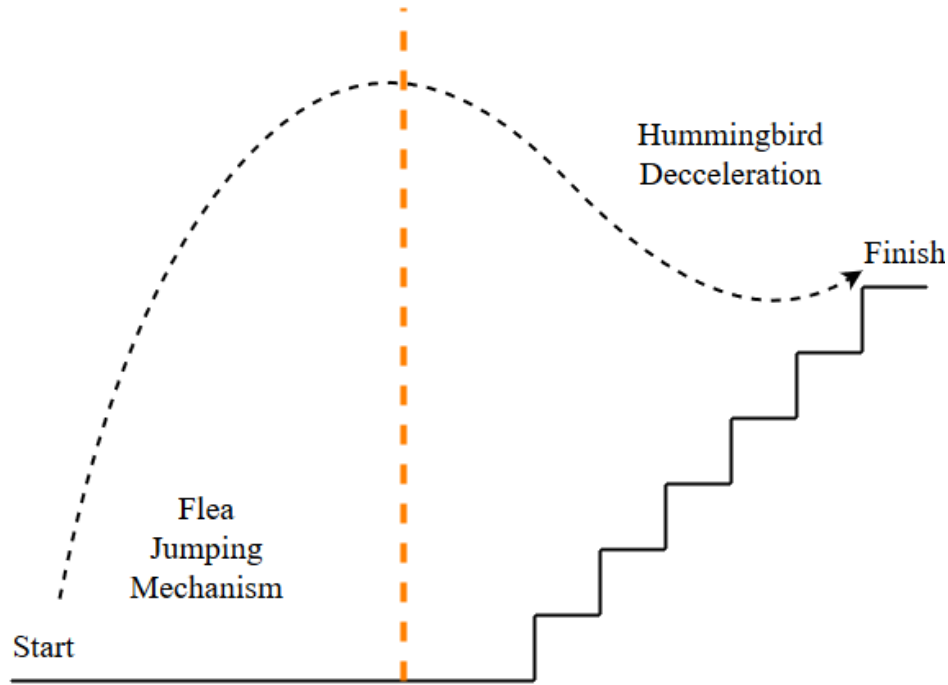 Hummingbird
Decceleration
Finish
Flea
Jumping
Mechanism
Start